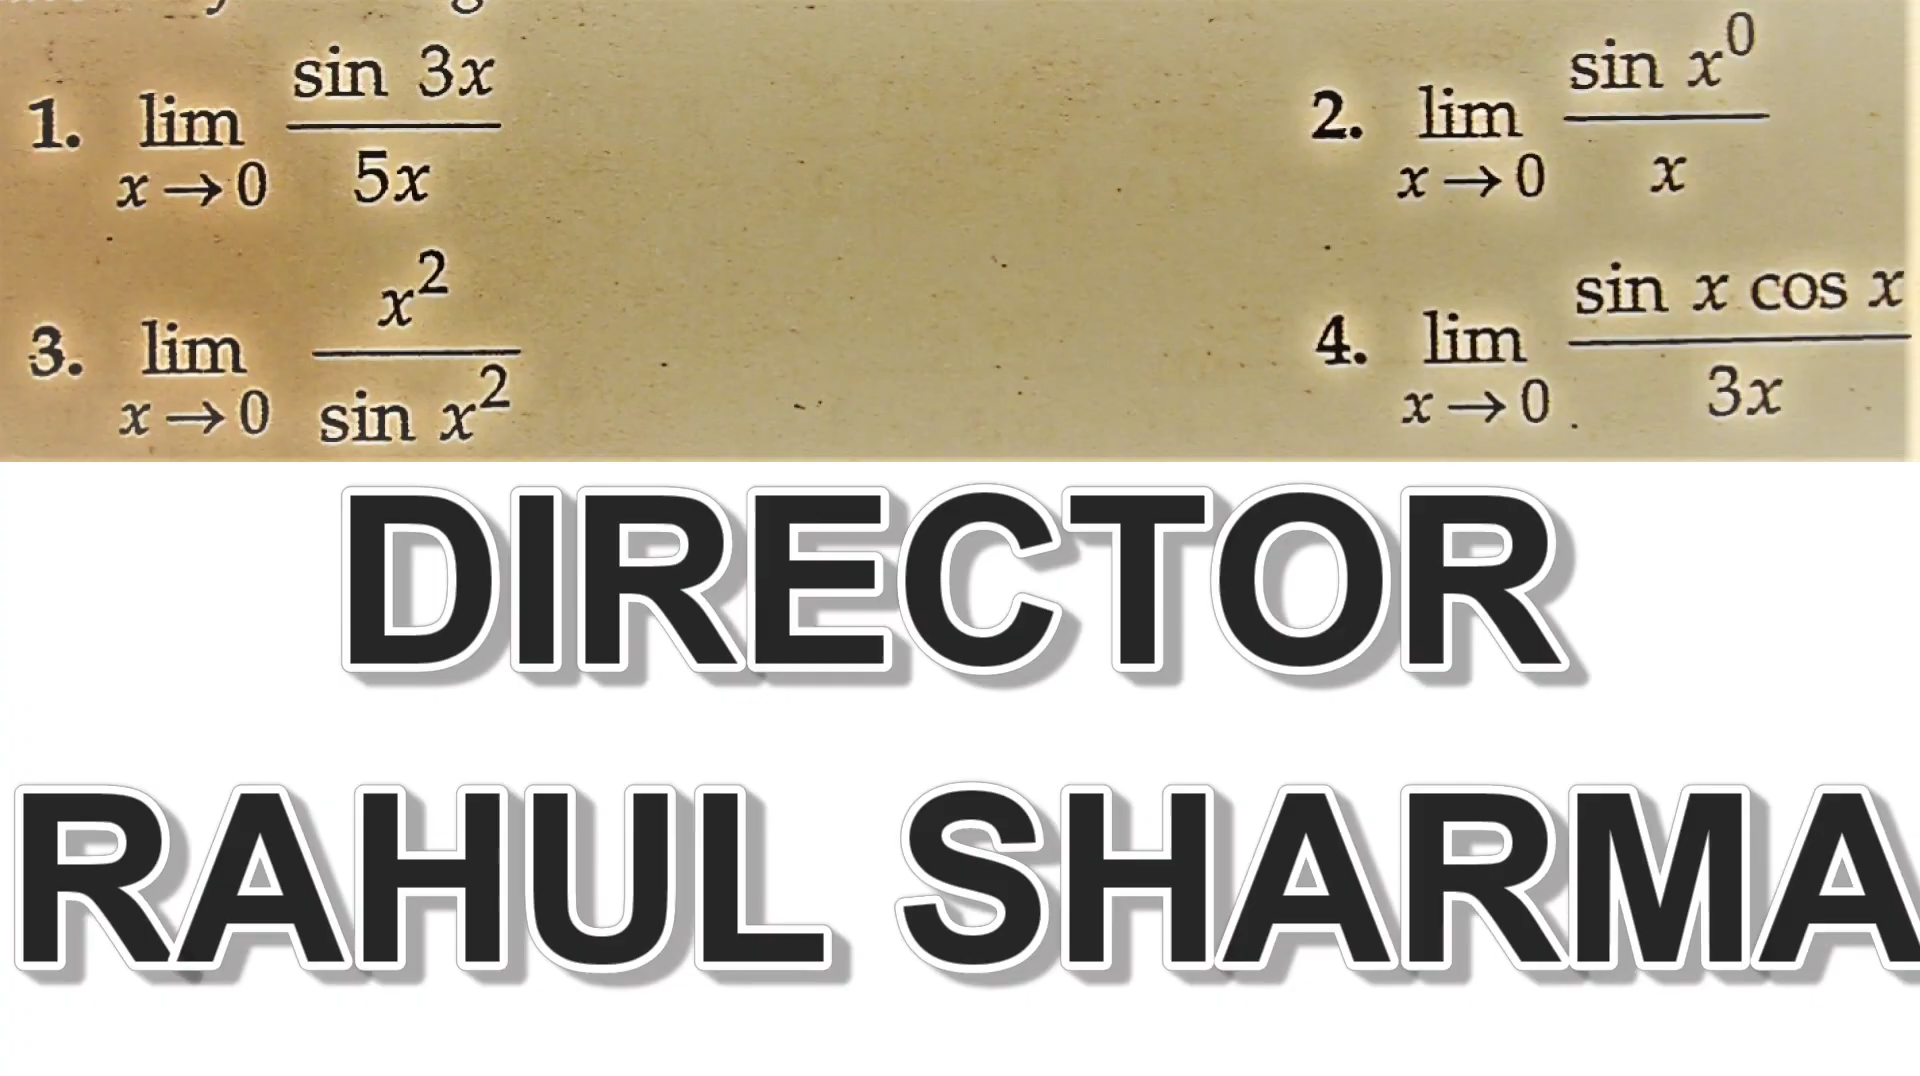 1. lim x→0 sin 3x / 5x
2. lim x→0 sin x⁰ / x
3. lim x→0 x² / sin x²
4. lim x→0 sin x cos x / 3x
DIRECTOR
RAHUL SHARMA